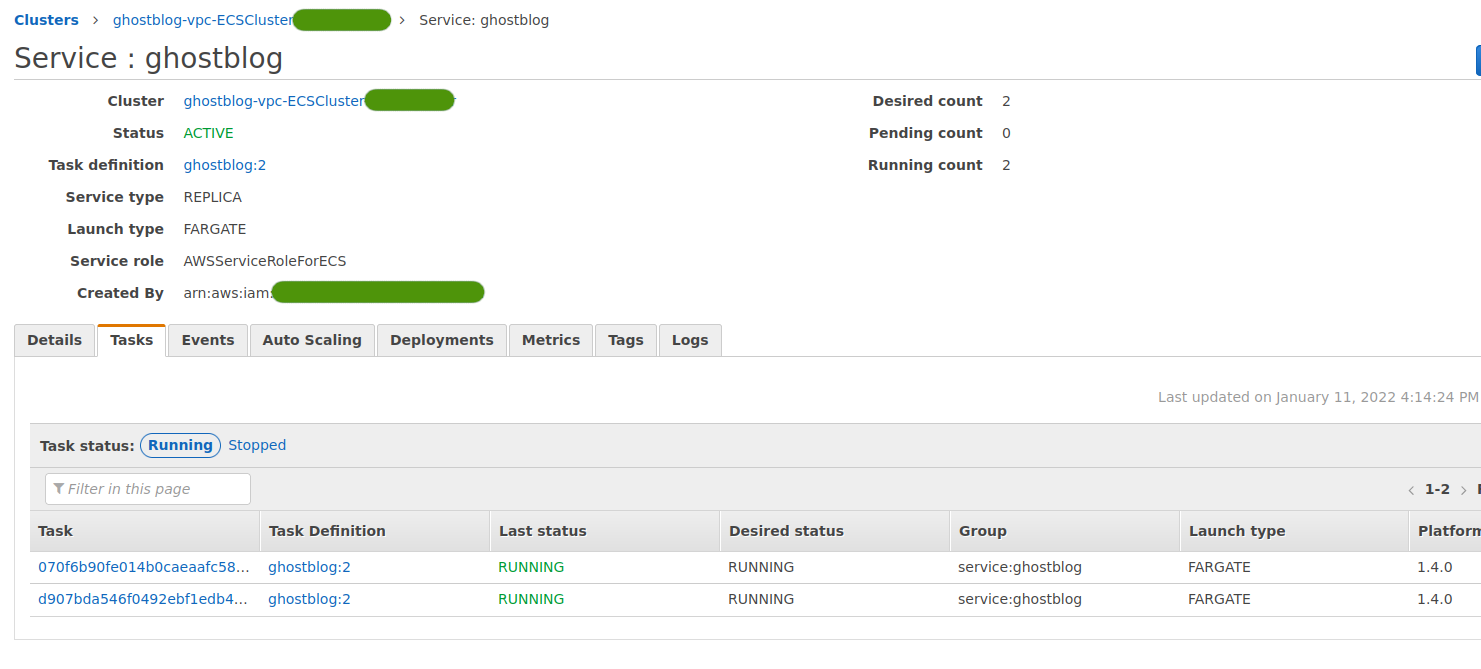 Clusters > ghostblog-vpc-ECSCluster > Service: ghostblog
Service : ghostblog
Cluster ghostblog-vpc-ECSCluster
Desired count 2
Status ACTIVE
Pending count 0
Task definition ghostblog:2
Running count 2
Service type REPLICA
Launch type FARGATE
Service role AWSServiceRoleForECS
Created By arn:aws:iam:
Details Tasks Events Auto Scaling Deployments Metrics Tags Logs
Last updated on January 11, 2022 4:14:24 PM
Task status: Running Stopped
Filter in this page
< 1-2 >
Task Task Definition Last status Desired status Group Launch type Platform
070f6b90fe014b0caeaafc58... ghostblog:2 RUNNING RUNNING service:ghostblog FARGATE 1.4.0
d907bda546f0492ebf1edb4... ghostblog:2 RUNNING RUNNING service:ghostblog FARGATE 1.4.0